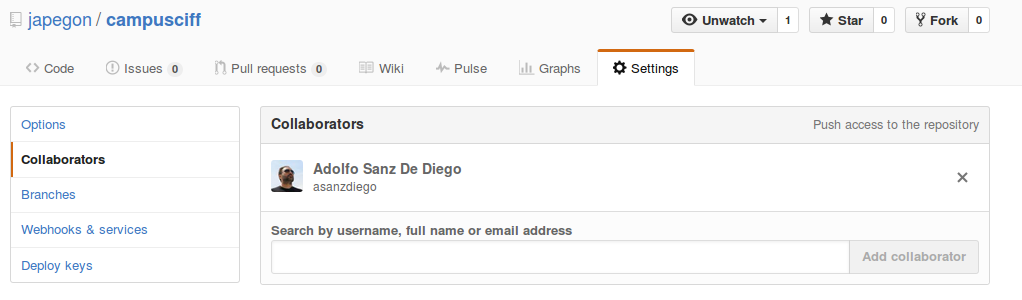 japegon / campusciff
Unwatch 1 Star 0 Fork 0
Code Issues 0 Pull requests 0 Wiki Pulse Graphs Settings
Options
Collaborators
Branches
Webhooks & services
Deploy keys
Collaborators Push access to the repository
Adolfo Sanz De Diego
asanzdiego
Search by username, full name or email address
Add collaborator